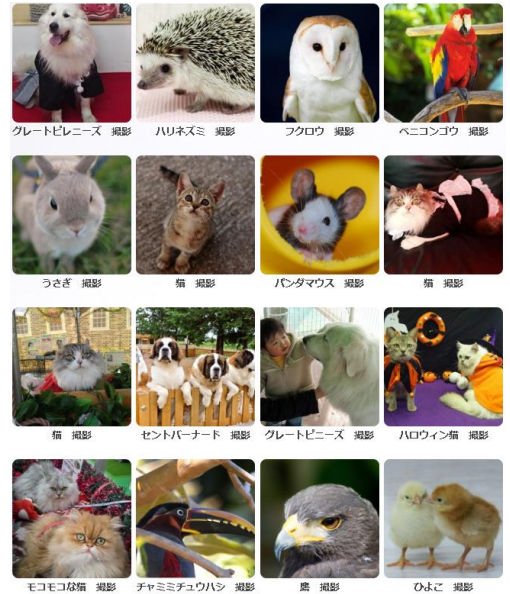 グレートピレニーズ　撮影
ハリネズミ　撮影
フクロウ　撮影
ベニコンゴウ　撮影
うさぎ　撮影
猫　撮影
パンダマウス　撮影
猫　撮影
猫　撮影
セントバーナード　撮影
グレートピニーズ　撮影
ハロウィン猫　撮影
モコモコな猫　撮影
チャミミチュウハシ　撮影
鷹　撮影
ひよこ　撮影